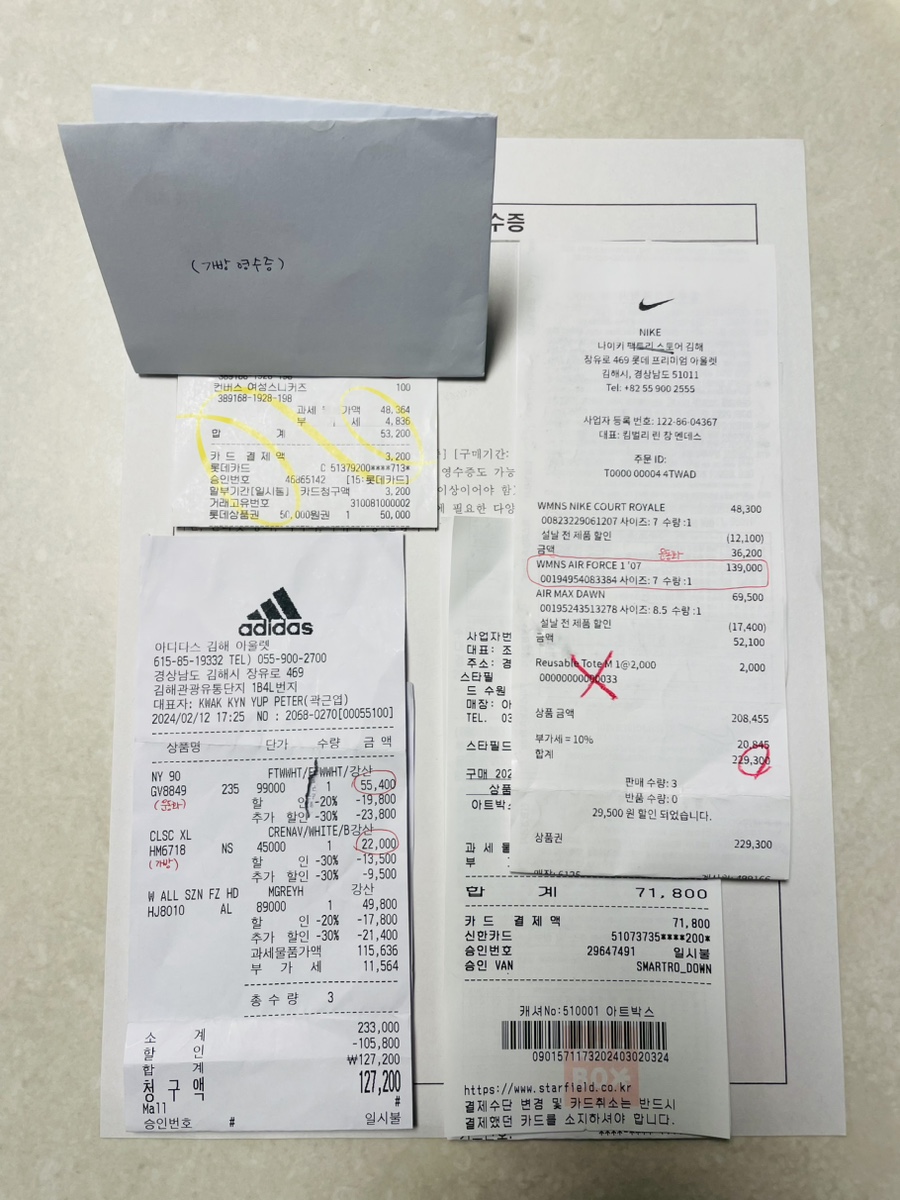 (가방 영수증)
수증
컨버스 여성스니커즈 100
389168-1928-198
과세 가액 48,364
부 세 4,836
합 계 53,200
카 드 결 제 액 3,200
롯데카드 C 51379200****713*
승인번호 45865142 [15:롯데카드]
할부기간[일시불] 카드청구액 3,200
거래고유번호 310081000002
롯데상품권 50,000원권 1 50,000
[구매기간:
영수증도 가능
이상이어야 함
에 필요한 다양
NIKE
나이키 팩토리 스토어 김해
장유로 469 롯데 프리미엄 아울렛
김해시, 경상남도 51011
Tel: +82 55 900 2555
사업자 등록 번호: 122-86-04367
대표: 킴벌리 린 창 멘데스
주문 ID:
T0000 00004 4TWAD
WMNS NIKE COURT ROYALE 48,300
00823229061207 사이즈: 7 수량 :1
설날 전 제품 할인 (12,100)
금액 36,200
운동화
WMNS AIR FORCE 1 '07 139,000
00194954083384 사이즈: 7 수량 :1
AIR MAX DAWN 69,500
00195243513278 사이즈: 8.5 수량 :1
설날 전 제품 할인 (17,400)
금액 52,100
Reusable Tote M 1@2,000 2,000
상품 금액 208,455
부가세 = 10% 20,845
합계 229,300
판매 수량: 3
반품 수량: 0
29,500 원 할인 되었습니다.
상품권 229,300
adidas
아디다스 김해 아울렛
615-85-19332 TEL) 055-900-2700
경상남도 김해시 장유로 469
김해관광유통단지 1B4L번지
대표자: KWAK KYN YUP PETER(곽근엽)
2024/02/12 17:25 NO : 2068-0270[00055100]
상품명 단가 수량 금 액
NY 90 FTWWHT/FTWWHT/강산
GV8849 235 99000 1 55,400
(운동화) 할 인 -20% -19,800
추가 할인 -30% -23,800
CLSC XL CRENAV/WHITE/B강산
HM6718 NS 45000 1 22,000
(가방) 할 인 -30% -13,500
추가 할인 -30% -9,500
W ALL SZN FZ HD MGREYH 강산
HJ8010 AL 89000 1 49,800
할 인 -20% -17,800
추가 할인 -30% -21,400
과세물품가액 115,636
부 가 세 11,564
총 수 량 3
소 계 233,000
할 인 -105,800
합 계 ₩127,200
청 구 액 127,200
Mall #
승인번호 # 일시불
사업자번
대표: 조
주소: 경
스타필
드 수원
매장: 아
TEL. 03
스타필드
구매 202
상품
아트박스
과 세 물
부
합 계 71,800
카 드 결 제 액 71,800
신한카드 51073735****200*
승인번호 29647491 일시불
승인 VAN SMARTRO_DOWN
캐셔No:510001 아트박스
0901571173202403020324
BOX
https://www.starfield.co.kr
결제수단 변경 및 카드취소는 반드시
결제했던 카드를 소지하셔야 합니다.